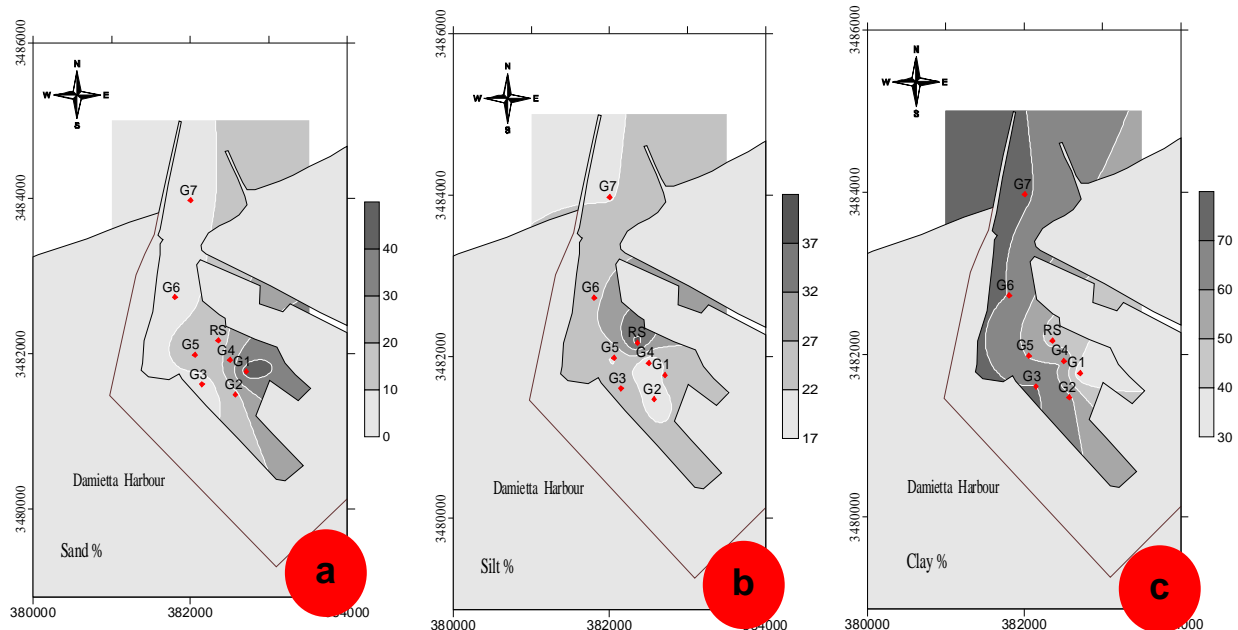 3486000
3484000
3482000
3480000
N
W E
S
G7
G6
RS
G5
G4
G1
G3
G2
40
30
20
10
0
Damietta Harbour
Sand %
a
380000
382000
3486000
3484000
3482000
3480000
N
W E
S
G7
G6
RS
G5
G4
G1
G3
G2
37
32
27
22
17
Damietta Harbour
Silt %
b
380000
382000
3486000
3484000
3482000
3480000
N
W E
S
G7
G6
RS
G5
G4
G1
G3
G2
70
60
50
40
30
Damietta Harbour
Clay %
c
380000
382000